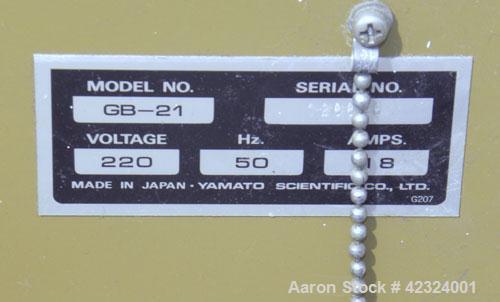 MODEL NO. SERIAL NO.
GB-21
VOLTAGE Hz. AMPS.
220 50 18
MADE IN JAPAN · YAMATO SCIENTIFIC CO., LTD.
G207
Aaron Stock # 42324001